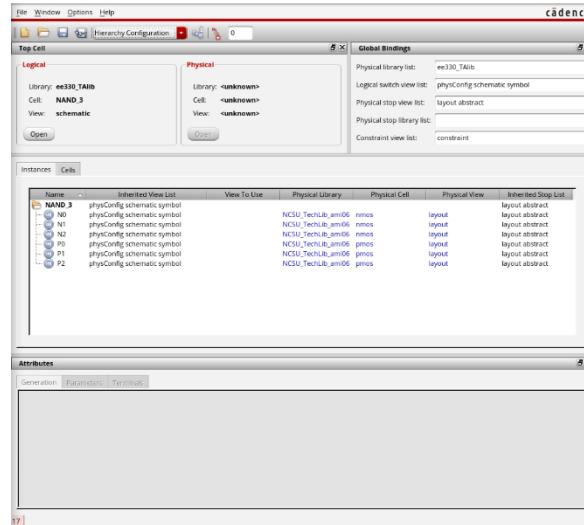 File Window Options Help
cādenc
Hierarchy Configuration 0
Top Cell
Global Bindings
Logical
Library: ee330_TAlib
Cell: NAND_3
View: schematic
Open
Physical
Library: <unknown>
Cell: <unknown>
View: <unknown>
Open
Physical library list: ee330_TAlib
Logical switch view list: physConfig schematic symbol
Physical stop view list: layout abstract
Physical stop library list:
Constraint view list: constraint
Instances Cells
Name Inherited View List View To Use Physical Library Physical Cell Physical View Inherited Stop List
NAND_3 physConfig schematic symbol layout abstract
N0 physConfig schematic symbol NCSU_TechLib_ami06 nmos layout layout abstract
N1 physConfig schematic symbol NCSU_TechLib_ami06 nmos layout layout abstract
N2 physConfig schematic symbol NCSU_TechLib_ami06 nmos layout layout abstract
P0 physConfig schematic symbol NCSU_TechLib_ami06 pmos layout layout abstract
P1 physConfig schematic symbol NCSU_TechLib_ami06 pmos layout layout abstract
P2 physConfig schematic symbol NCSU_TechLib_ami06 pmos layout layout abstract
Attributes
Generation Parameters Terminals
17